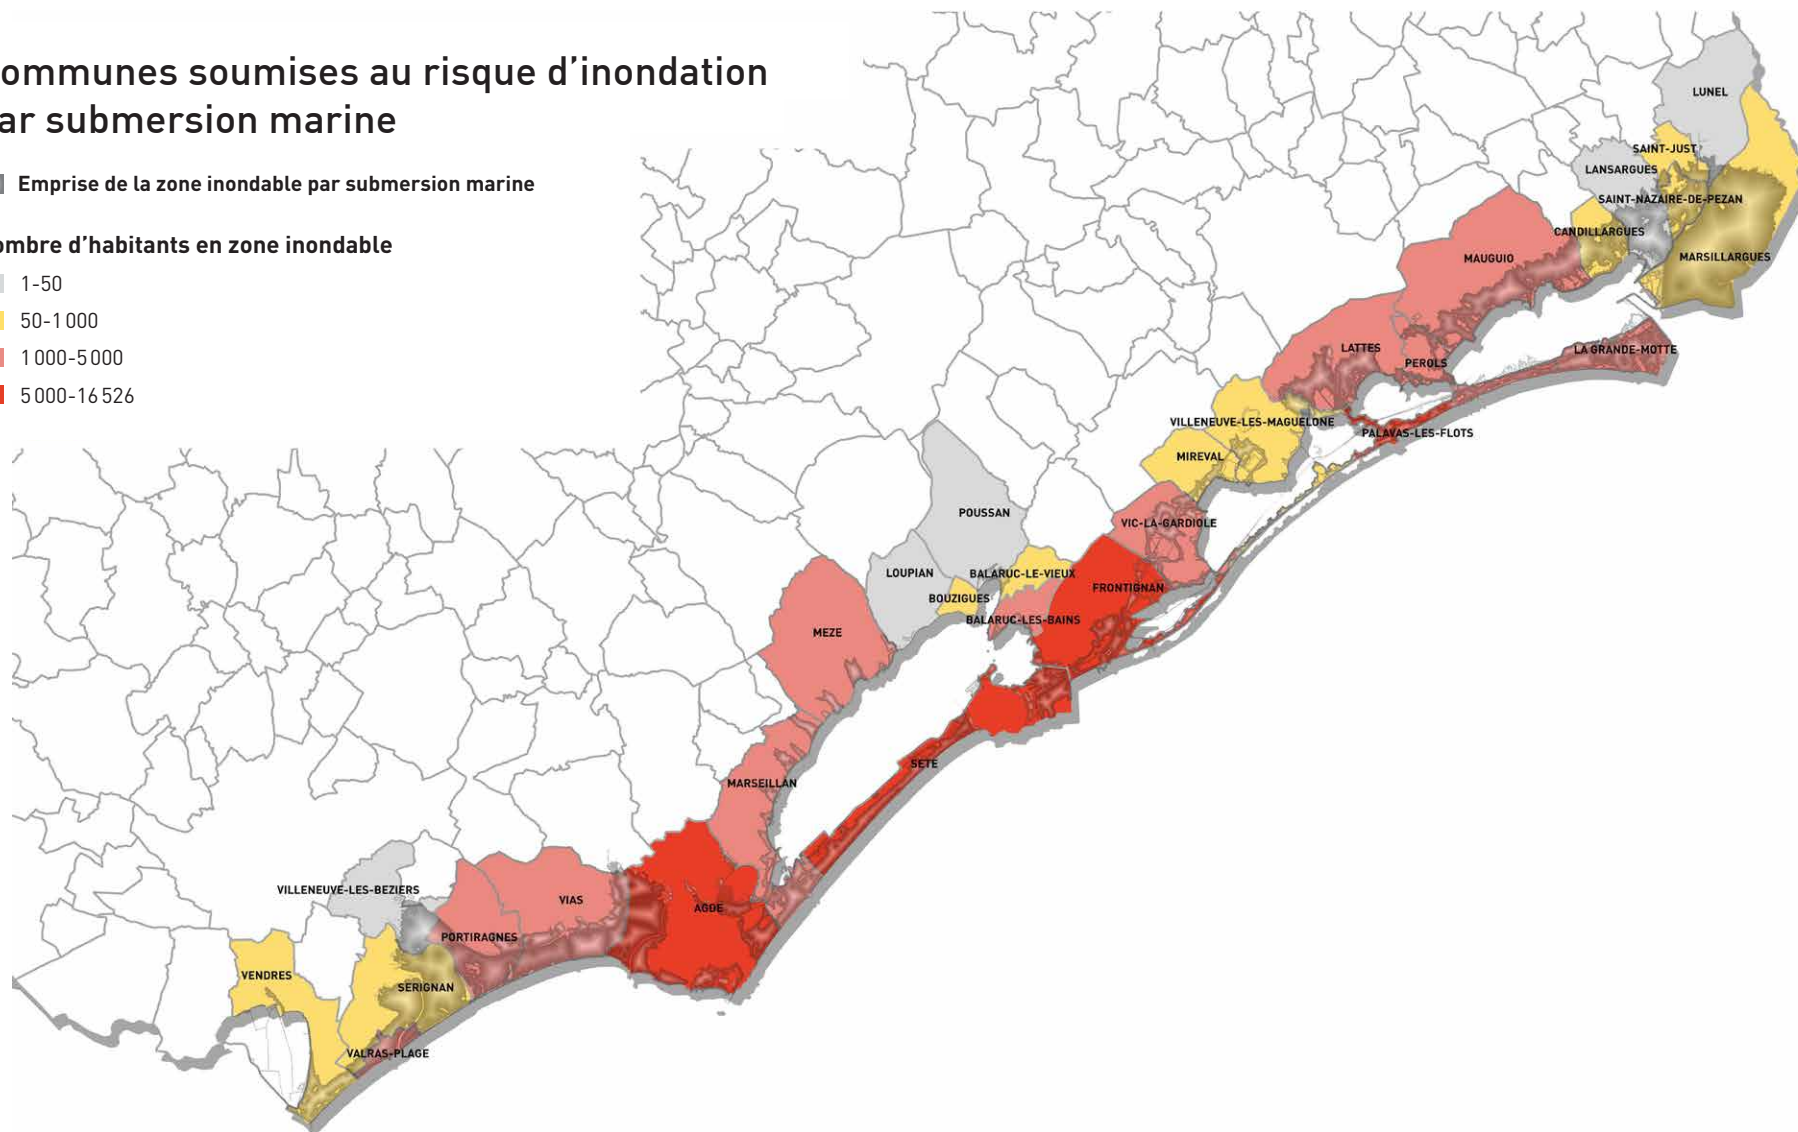 ommunes soumises au risque d'inondation
ar submersion marine
Emprise de la zone inondable par submersion marine
ombre d'habitants en zone inondable
1-50
50-1 000
1 000-5 000
5 000-16 526
LUNEL
SAINT-JUST
LANSARGUES
SAINT-NAZAIRE-DE-PEZAN
CANDILLARGUES
MARSILLARGUES
MAUGUIO
LATTES
PEROLS
LA GRANDE-MOTTE
VILLENEUVE-LES-MAGUELONE
PALAVAS-LES-FLOTS
MIREVAL
POUSSAN
VIC-LA-GARDIOLE
LOUPIAN
BALARUC-LE-VIEUX
FRONTIGNAN
BOUZIGUES
BALARUC-LES-BAINS
MEZE
SETE
MARSEILLAN
VILLENEUVE-LES-BEZIERS
VIAS
AGDE
PORTIRAGNES
VENDRES
SERIGNAN
VALRAS-PLAGE